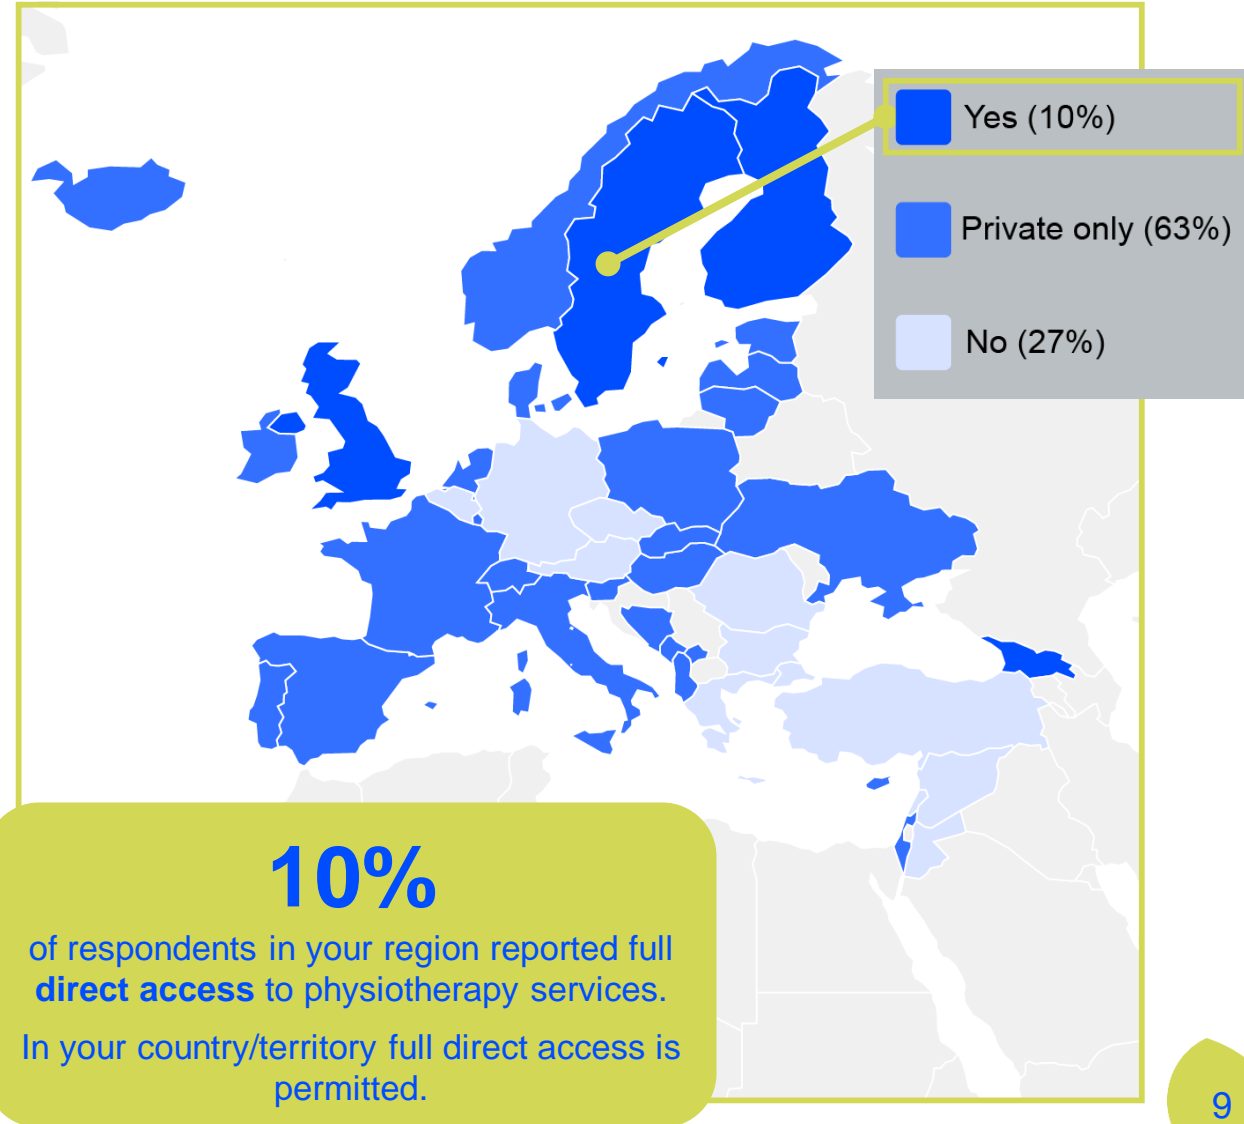 Yes (10%)
Private only (63%)
No (27%)
10%
of respondents in your region reported full
direct access to physiotherapy services.
In your country/territory full direct access is
permitted.
9